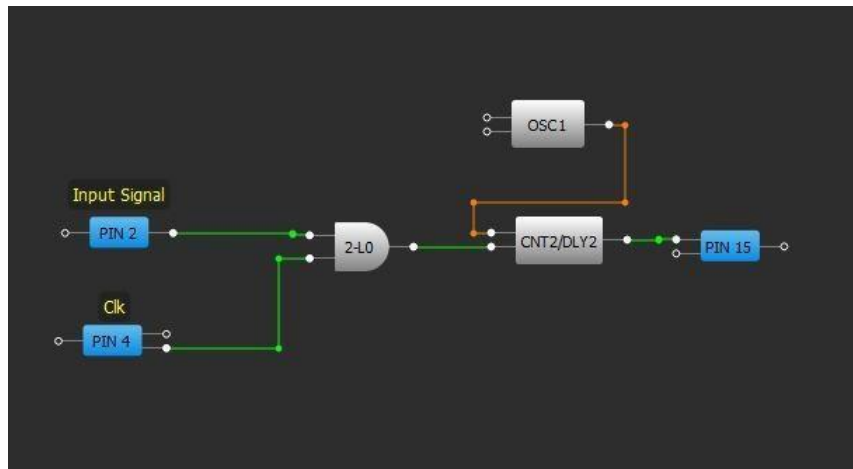 OSC1
Input Signal
PIN 2
2-L0
CNT2/DLY2
PIN 15
Clk
PIN 4